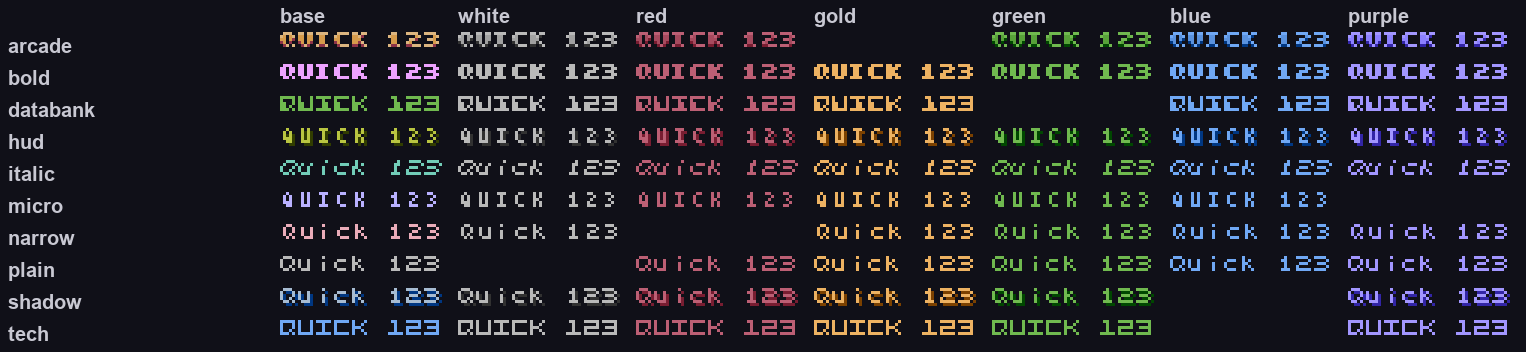 base white red gold green blue purple
arcade QUICK 123 QUICK 123 QUICK 123 QUICK 123 QUICK 123 QUICK 123
bold QUICK 123 QUICK 123 QUICK 123 QUICK 123 QUICK 123 QUICK 123 QUICK 123
databank QUICK 123 QUICK 123 QUICK 123 QUICK 123 QUICK 123 QUICK 123
hud QUICK 123 QUICK 123 QUICK 123 QUICK 123 QUICK 123 QUICK 123 QUICK 123
italic Quick 123 Quick 123 Quick 123 Quick 123 Quick 123 Quick 123 Quick 123
micro QUICK 123 QUICK 123 QUICK 123 QUICK 123 QUICK 123 QUICK 123
narrow Quick 123 Quick 123 Quick 123 Quick 123 Quick 123 Quick 123
plain Quick 123 Quick 123 Quick 123 Quick 123 Quick 123 Quick 123
shadow Quick 123 Quick 123 Quick 123 Quick 123 Quick 123 Quick 123
tech QUICK 123 QUICK 123 QUICK 123 QUICK 123 QUICK 123 QUICK 123